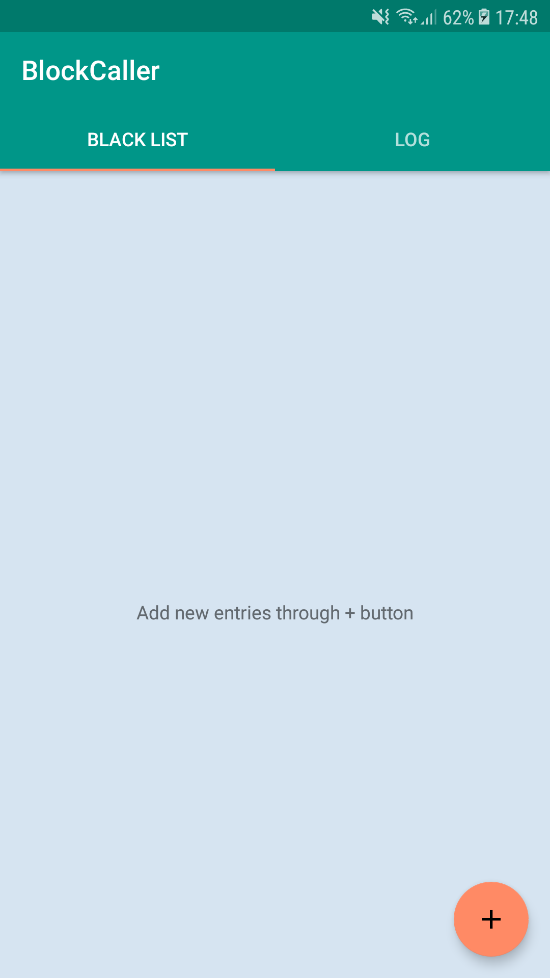 62% 17:48
BlockCaller
BLACK LIST LOG
Add new entries through + button
+